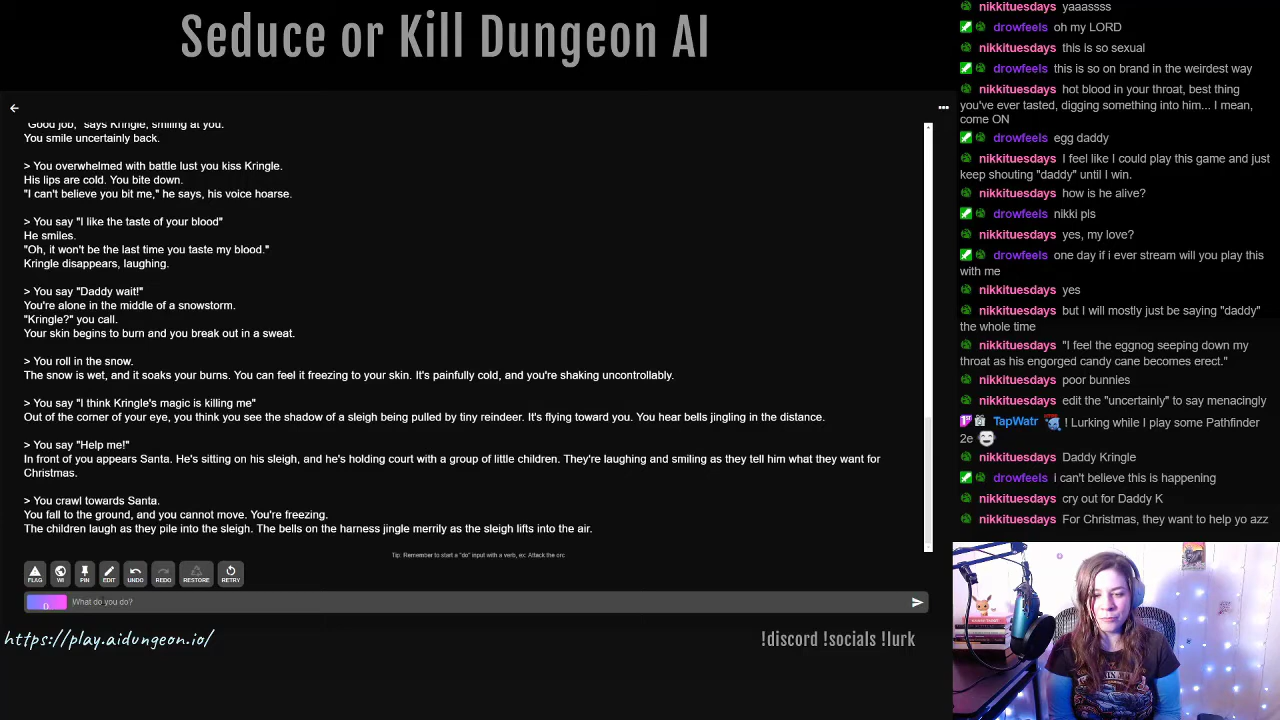 Seduce or Kill Dungeon AI
"Good job," says Kringle, smiling at you.
You smile uncertainly back.
> You overwhelmed with battle lust you kiss Kringle.
His lips are cold. You bite down.
"I can't believe you bit me," he says, his voice hoarse.
> You say "I like the taste of your blood"
He smiles.
"Oh, it won't be the last time you taste my blood."
Kringle disappears, laughing.
> You say "Daddy wait!"
You're alone in the middle of a snowstorm.
"Kringle?" you call.
Your skin begins to burn and you break out in a sweat.
> You roll in the snow.
The snow is wet, and it soaks your burns. You can feel it freezing to your skin. It's painfully cold, and you're shaking uncontrollably.
> You say "I think Kringle's magic is killing me"
Out of the corner of your eye, you think you see the shadow of a sleigh being pulled by tiny reindeer. It's flying toward you. You hear bells jingling in the distance.
> You say "Help me!"
In front of you appears Santa. He's sitting on his sleigh, and he's holding court with a group of little children. They're laughing and smiling as they tell him what they want for
Christmas.
> You crawl towards Santa.
You fall to the ground, and you cannot move. You're freezing.
The children laugh as they pile into the sleigh. The bells on the harness jingle merrily as the sleigh lifts into the air.
Tip: Remember to start a "do" input with a verb, ex: Attack the orc
FLAG WI PIN EDIT UNDO REDO RESTORE RETRY
What do you do?
https://play.aidungeon.io/
!discord !socials !lurk
nikkituesdays yaaassss
drowfeels oh my LORD
nikkituesdays this is so sexual
drowfeels this is so on brand in the weirdest way
nikkituesdays hot blood in your throat, best thing
you've ever tasted, digging something into him... I mean,
come ON
drowfeels egg daddy
nikkituesdays I feel like I could play this game and just
keep shouting "daddy" until I win.
nikkituesdays how is he alive?
drowfeels nikki pls
nikkituesdays yes, my love?
drowfeels one day if i ever stream will you play this
with me
nikkituesdays yes
nikkituesdays but I will mostly just be saying "daddy"
the whole time
nikkituesdays "I feel the eggnog seeping down my
throat as his engorged candy cane becomes erect."
nikkituesdays poor bunnies
nikkituesdays edit the "uncertainly" to say menacingly
TapWatr ! Lurking while I play some Pathfinder
2e
nikkituesdays Daddy Kringle
drowfeels I can't believe this is happening
nikkituesdays cry out for Daddy K
nikkituesdays For Christmas, they want to help yo azz